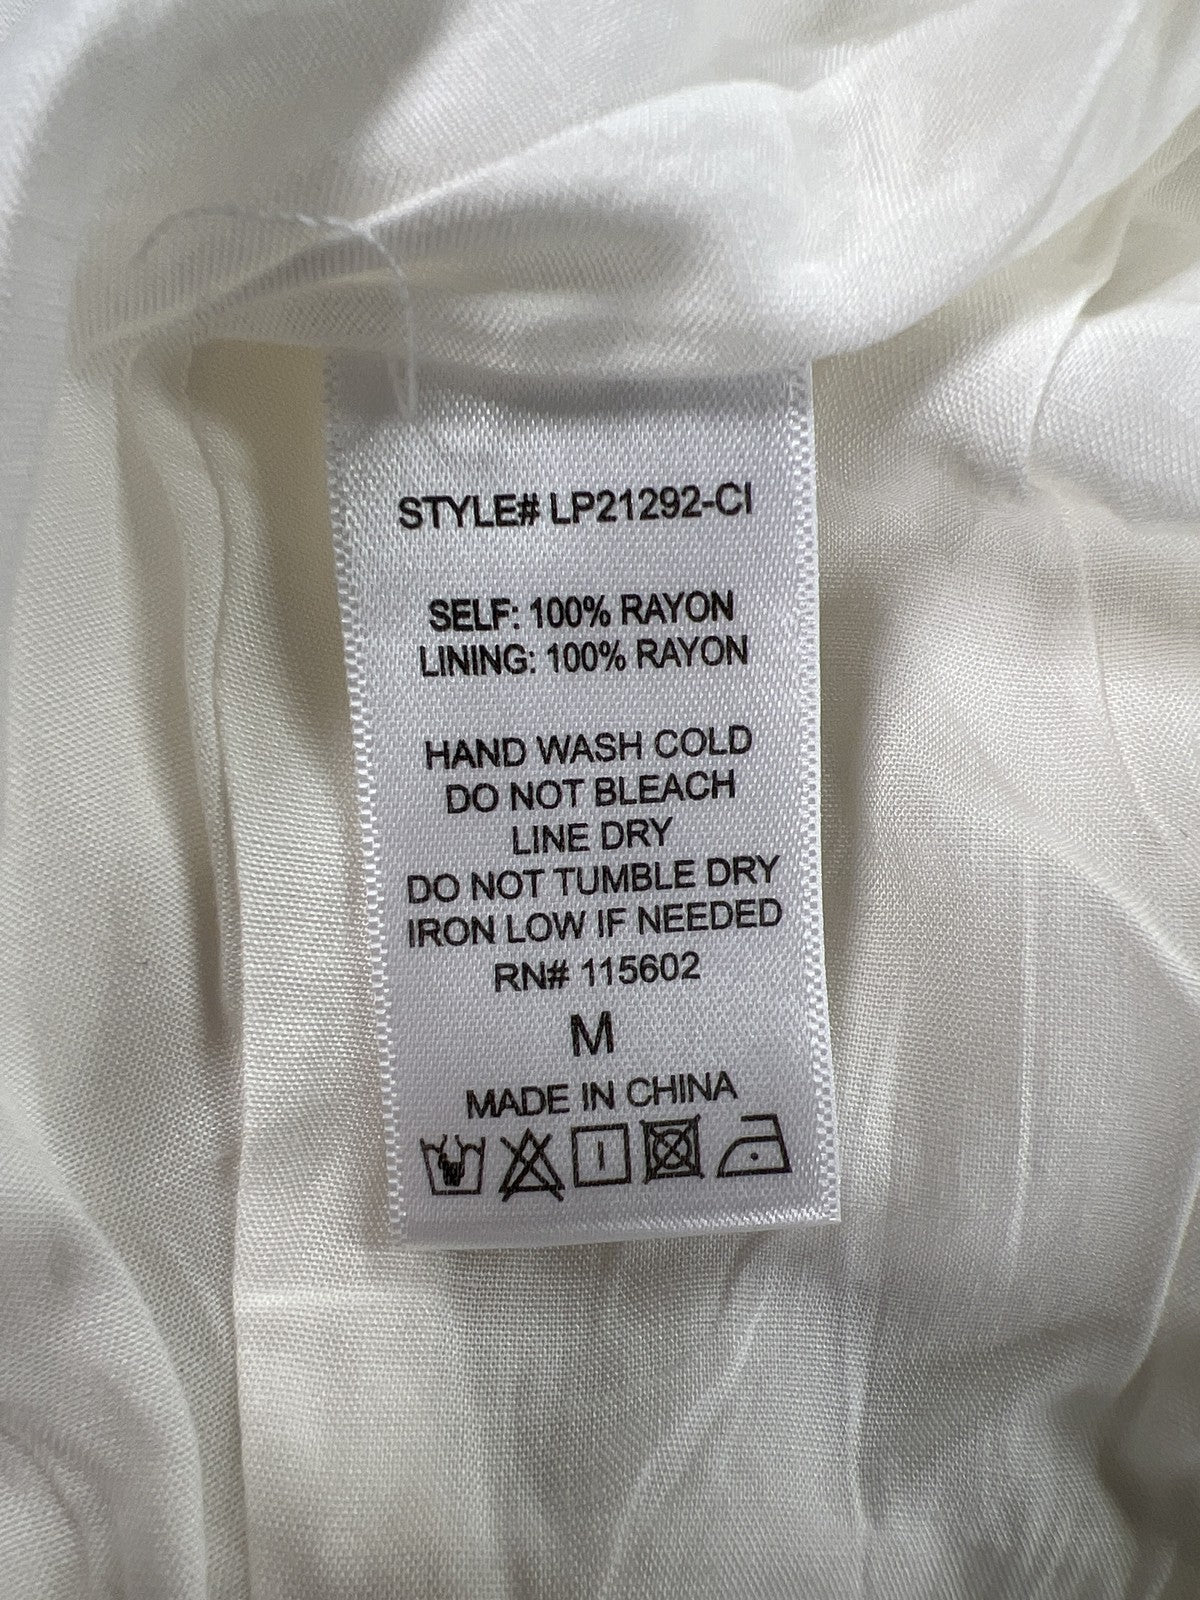 STYLE# LP21292-CI
SELF: 100% RAYON
LINING: 100% RAYON
HAND WASH COLD
DO NOT BLEACH
LINE DRY
DO NOT TUMBLE DRY
IRON LOW IF NEEDED
RN# 115602
M
MADE IN CHINA